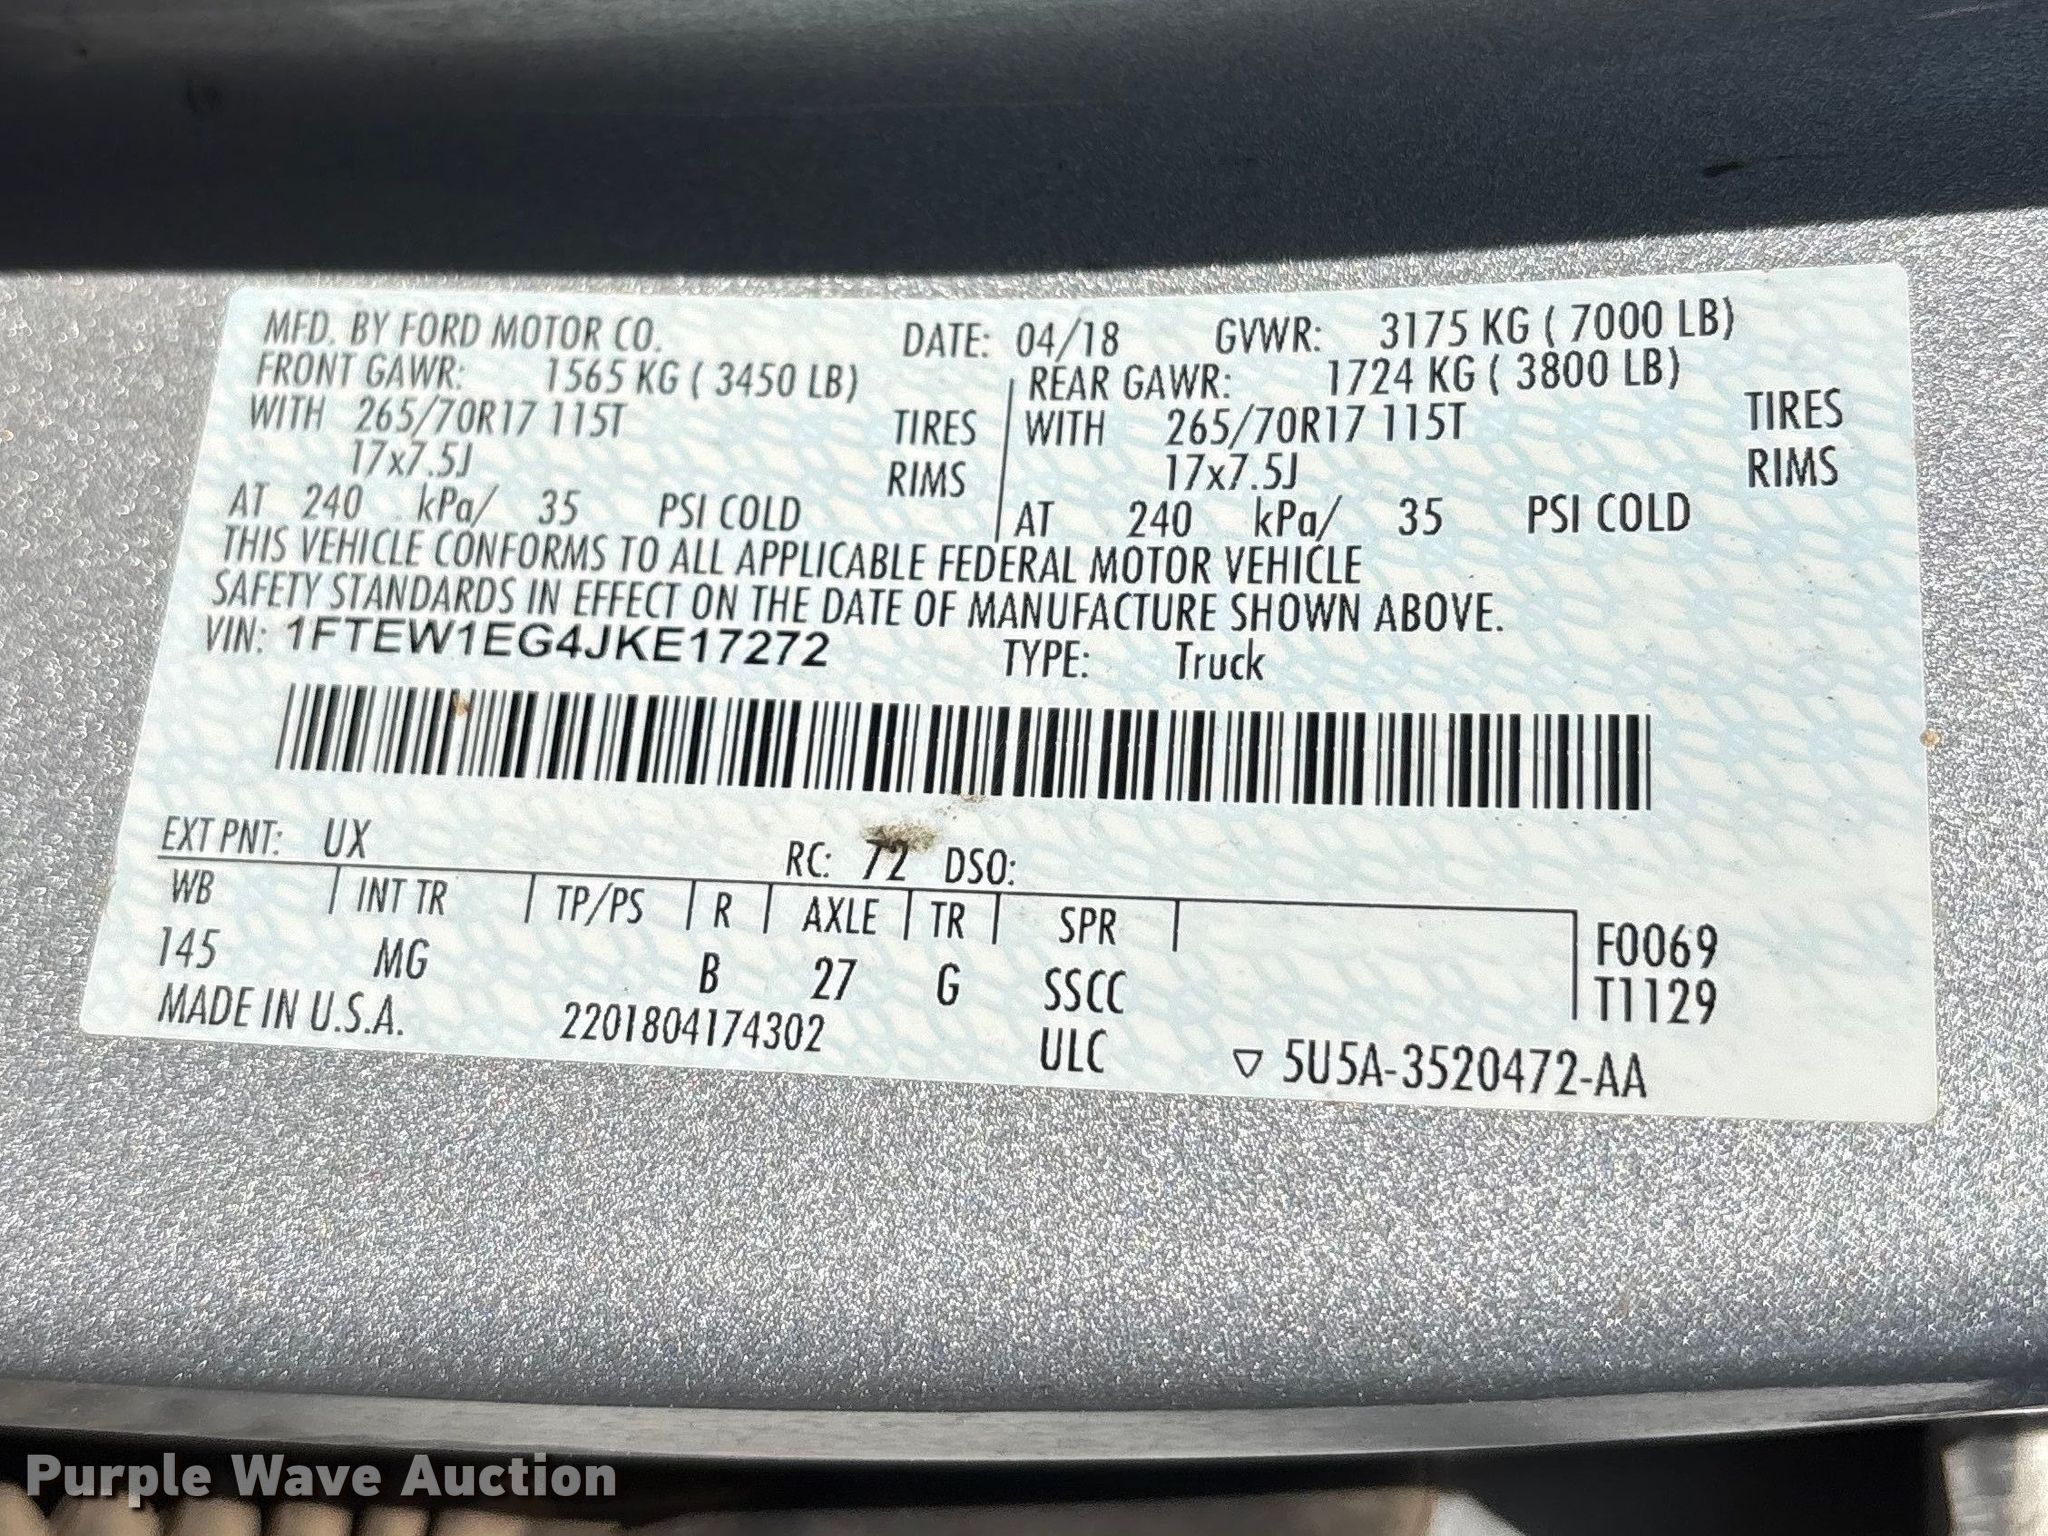 MFD. BY FORD MOTOR CO. DATE: 04/18 GVWR: 3175 KG ( 7000 LB)
FRONT GAWR: 1565 KG ( 3450 LB) REAR GAWR: 1724 KG ( 3800 LB)
WITH 265/70R17 115T TIRES WITH 265/70R17 115T TIRES
17x7.5J RIMS 17x7.5J RIMS
AT 240 kPa/ 35 PSI COLD AT 240 kPa/ 35 PSI COLD
THIS VEHICLE CONFORMS TO ALL APPLICABLE FEDERAL MOTOR VEHICLE
SAFETY STANDARDS IN EFFECT ON THE DATE OF MANUFACTURE SHOWN ABOVE.
VIN: 1FTEW1EG4JKE17272 TYPE: Truck
EXT PNT: UX RC: 72 DSO:
WB INT TR TP/PS R AXLE TR SPR F0069
145 MG B 27 G SSCC T1129
MADE IN U.S.A. 2201804174302 ULC ▽ 5U5A-3520472-AA
Purple Wave Auction